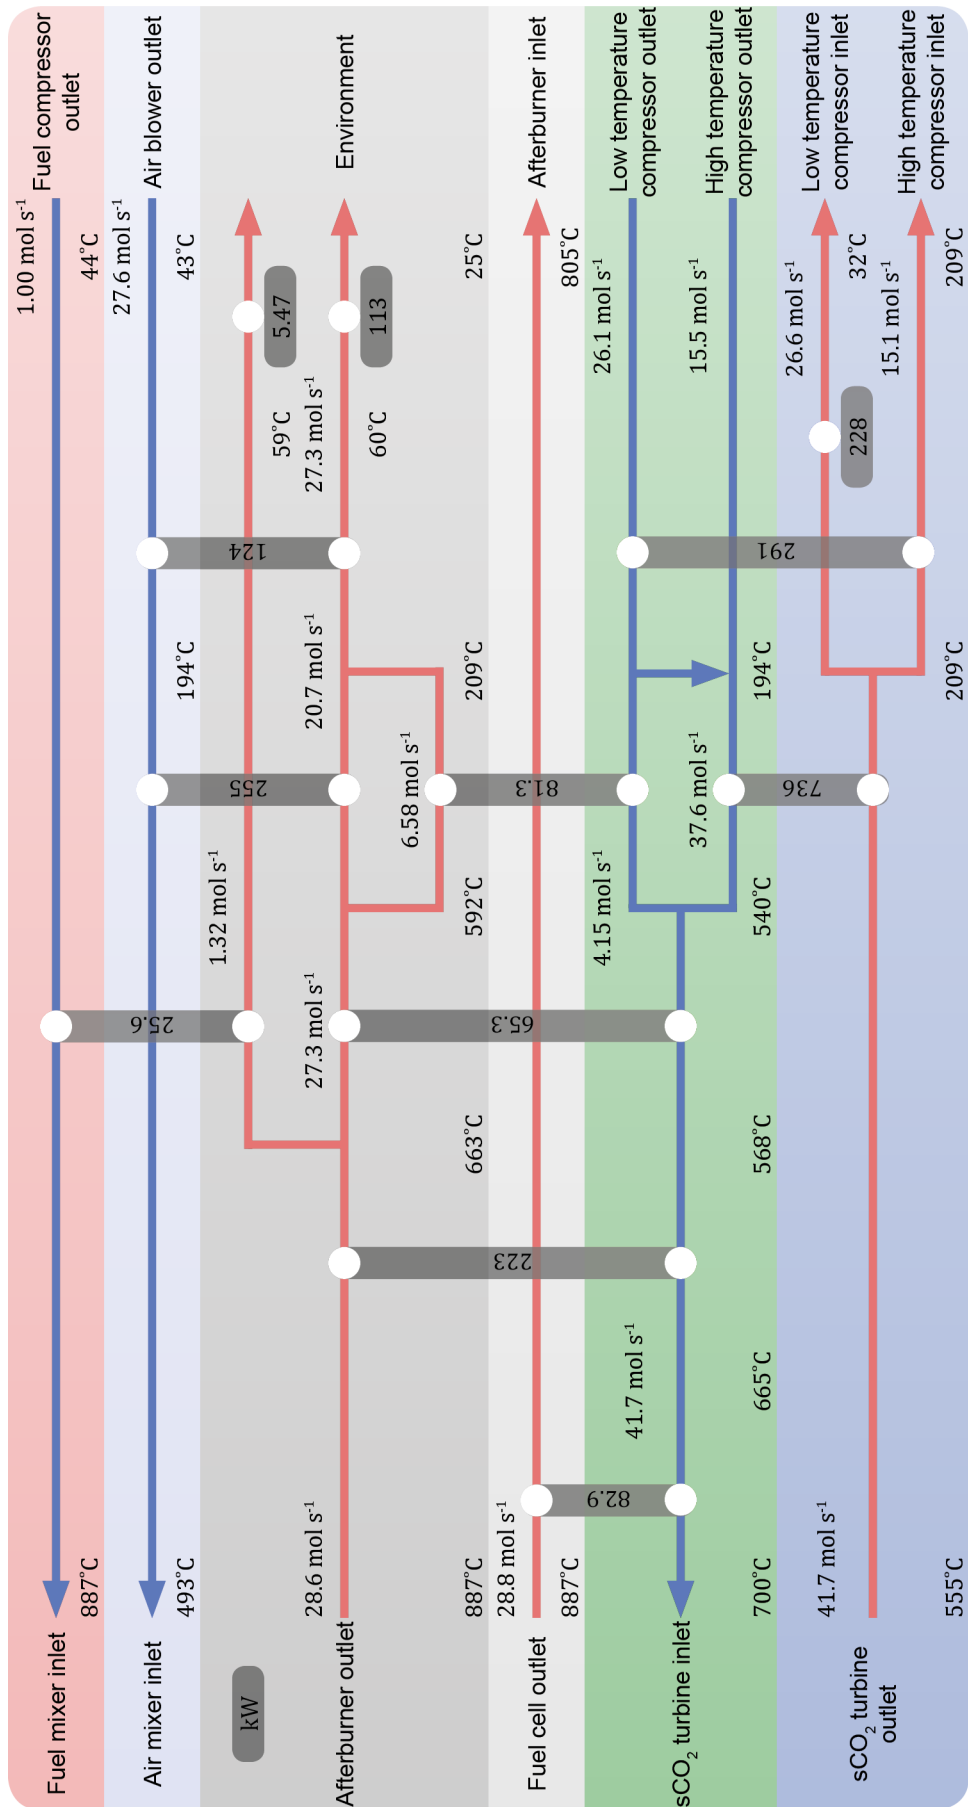 Fuel mixer inlet
887°C
1.00 mol s-1
44°C
Fuel compressor
outlet
25.6
Air mixer inlet
493°C
194°C
27.6 mol s-1
43°C
Air blower outlet
kW
1.32 mol s-1
255
124
59°C
5.47
Afterburner outlet
28.6 mol s-1
887°C
663°C
27.3 mol s-1
592°C
6.58 mol s-1
20.7 mol s-1
209°C
27.3 mol s-1
60°C
113
25°C
Environment
Fuel cell outlet
28.8 mol s-1
887°C
805°C
Afterburner inlet
82.9
223
65.3
81.3
sCO2 turbine inlet
700°C
41.7 mol s-1
665°C
568°C
540°C
4.15 mol s-1
37.6 mol s-1
194°C
26.1 mol s-1
15.5 mol s-1
Low temperature
compressor outlet
High temperature
compressor outlet
736
291
sCO2 turbine
outlet
41.7 mol s-1
555°C
209°C
228
26.6 mol s-1
32°C
15.1 mol s-1
209°C
Low temperature
compressor inlet
High temperature
compressor inlet